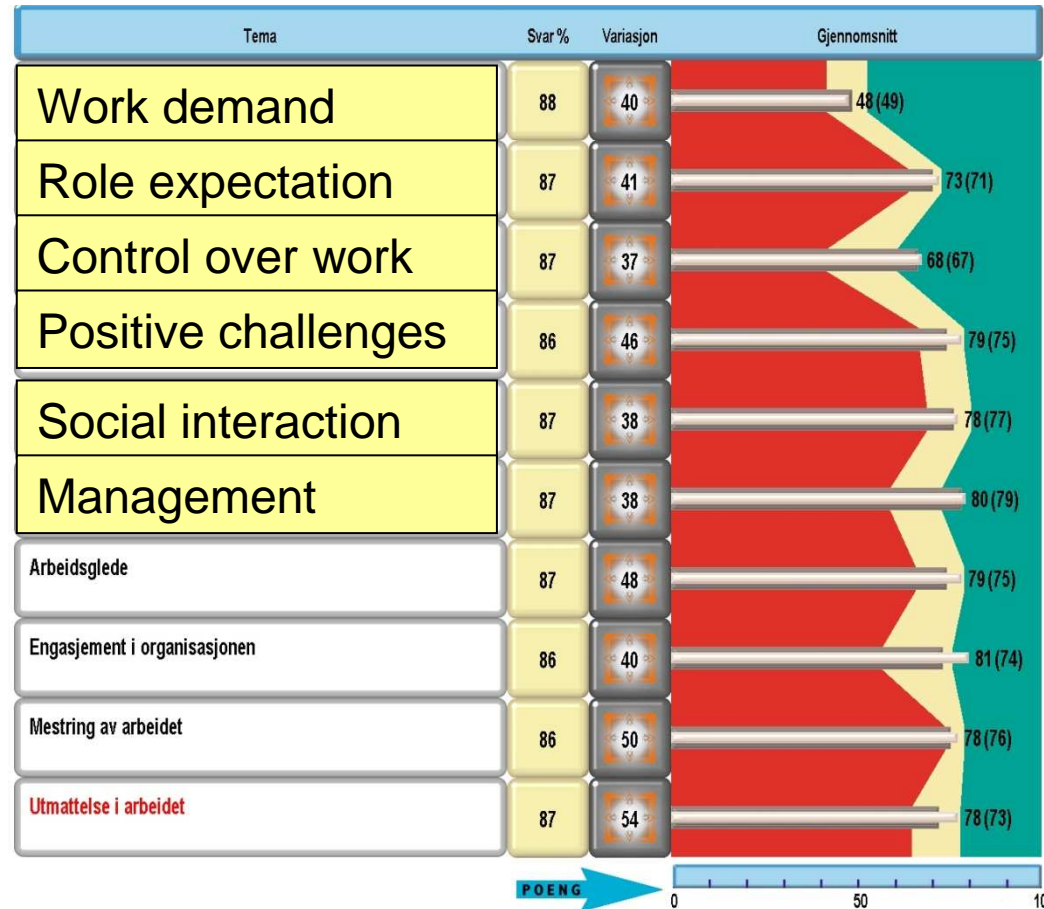 Tema Svar % Variasjon Gjennomsnitt
Work demand 88 40 48 (49)
Role expectation 87 41 73 (71)
Control over work 87 37 68 (67)
Positive challenges 86 46 79 (75)
Social interaction 87 38 78 (77)
Management 87 38 80 (79)
Arbeidsglede 87 48 79 (75)
Engasjement i organisasjonen 86 40 81 (74)
Mestring av arbeidet 86 50 78 (76)
Utmattelse i arbeidet 87 54 78 (73)
POENG
0 50 10